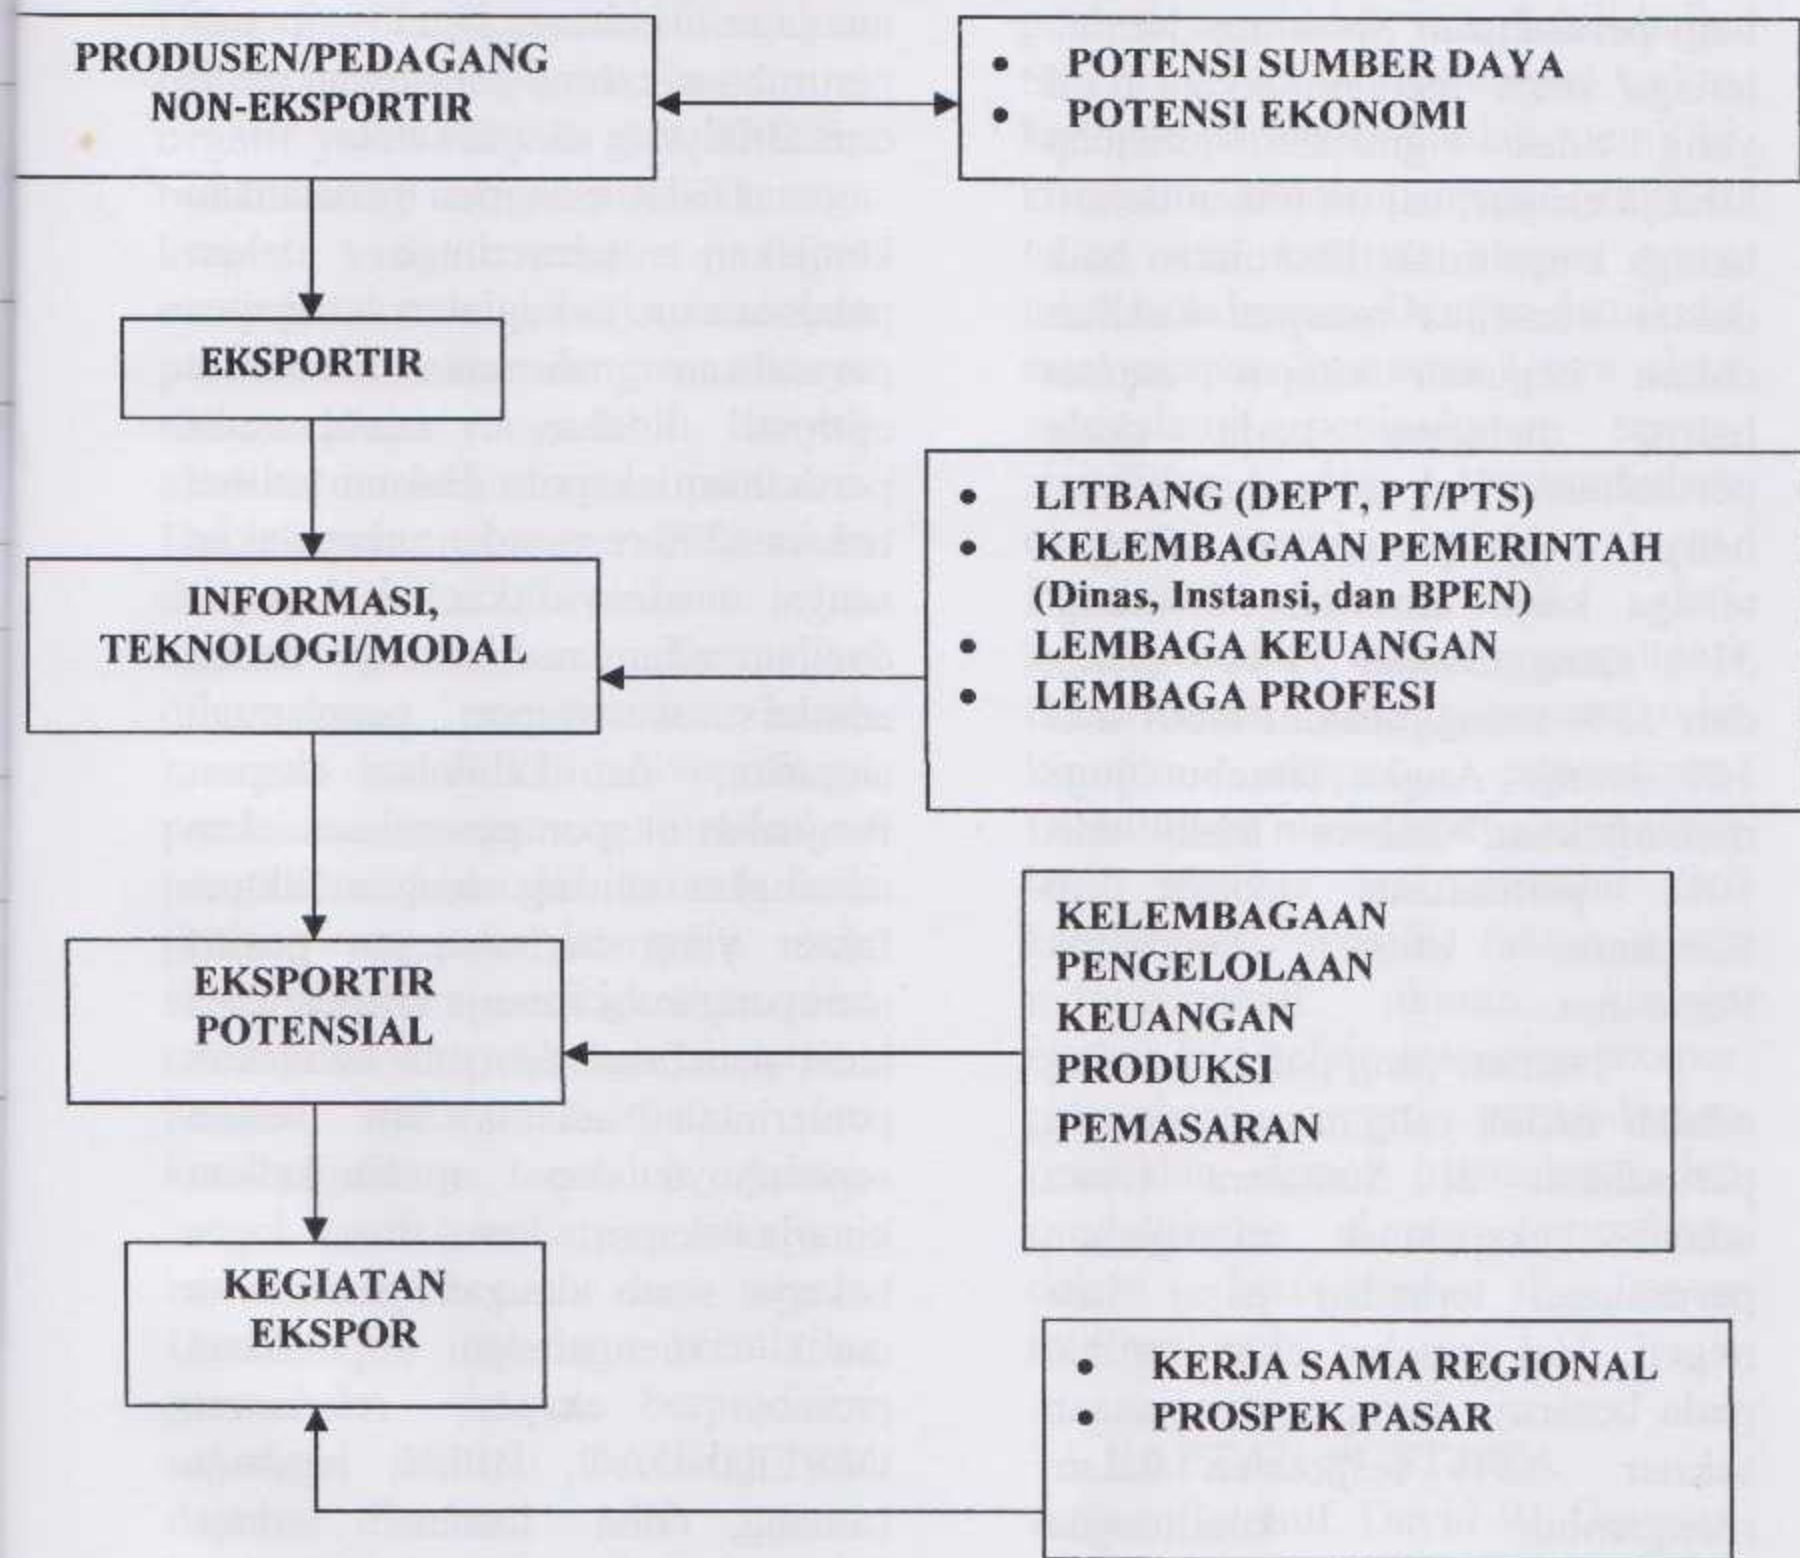 PRODUSEN/PEDAGANG
NON-EKSPORTIR
• POTENSI SUMBER DAYA
• POTENSI EKONOMI
EKSPORTIR
INFORMASI,
TEKNOLOGI/MODAL
• LITBANG (DEPT, PT/PTS)
• KELEMBAGAAN PEMERINTAH
(Dinas, Instansi, dan BPEN)
• LEMBAGA KEUANGAN
• LEMBAGA PROFESI
EKSPORTIR
POTENSIAL
KELEMBAGAAN
PENGELOLAAN
KEUANGAN
PRODUKSI
PEMASARAN
KEGIATAN
EKSPOR
• KERJA SAMA REGIONAL
• PROSPEK PASAR